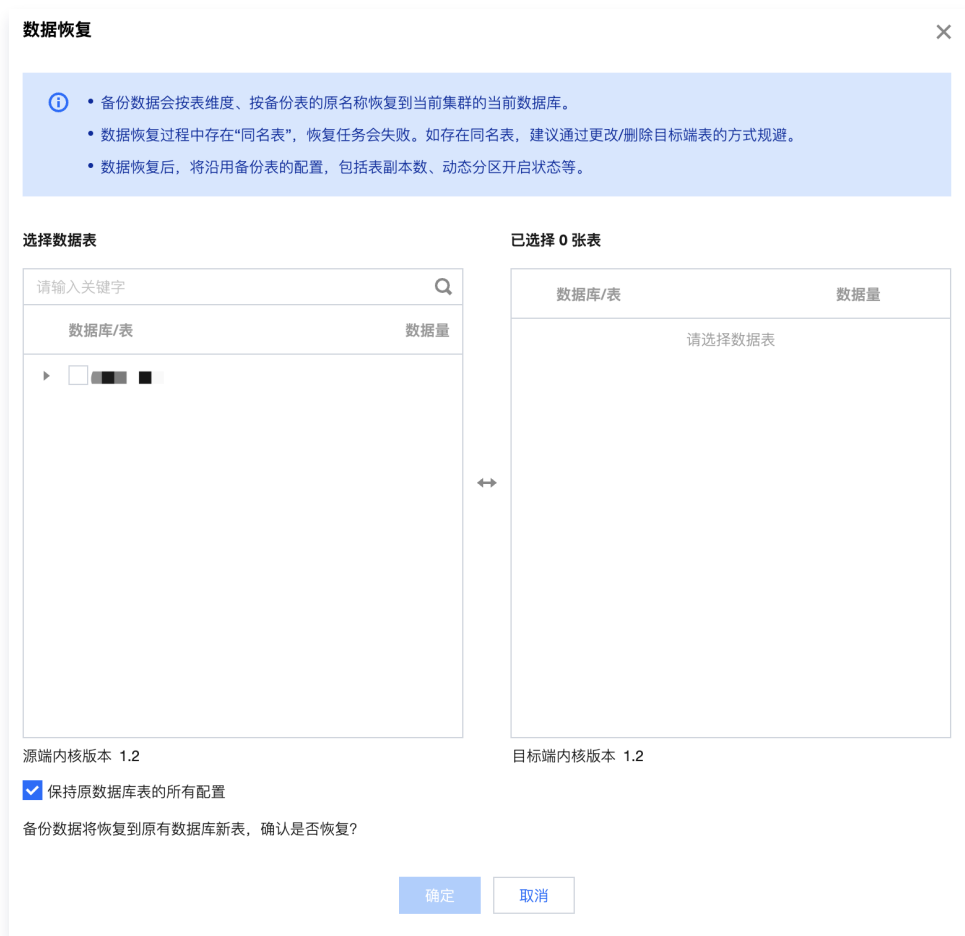 数据恢复
• 备份数据会按表维度、按备份表的原名称恢复到当前集群的当前数据库。
• 数据恢复过程中存在“同名表”，恢复任务会失败。如存在同名表，建议通过更改/删除目标端表的方式规避。
• 数据恢复后，将沿用备份表的配置，包括表副本数、动态分区开启状态等。
选择数据表
请输入关键字
数据库/表 数据量
已选择 0 张表
数据库/表 数据量
请选择数据表
源端内核版本 1.2
目标端内核版本 1.2
保持原数据库表的所有配置
备份数据将恢复到原有数据库新表，确认是否恢复?
确定 取消